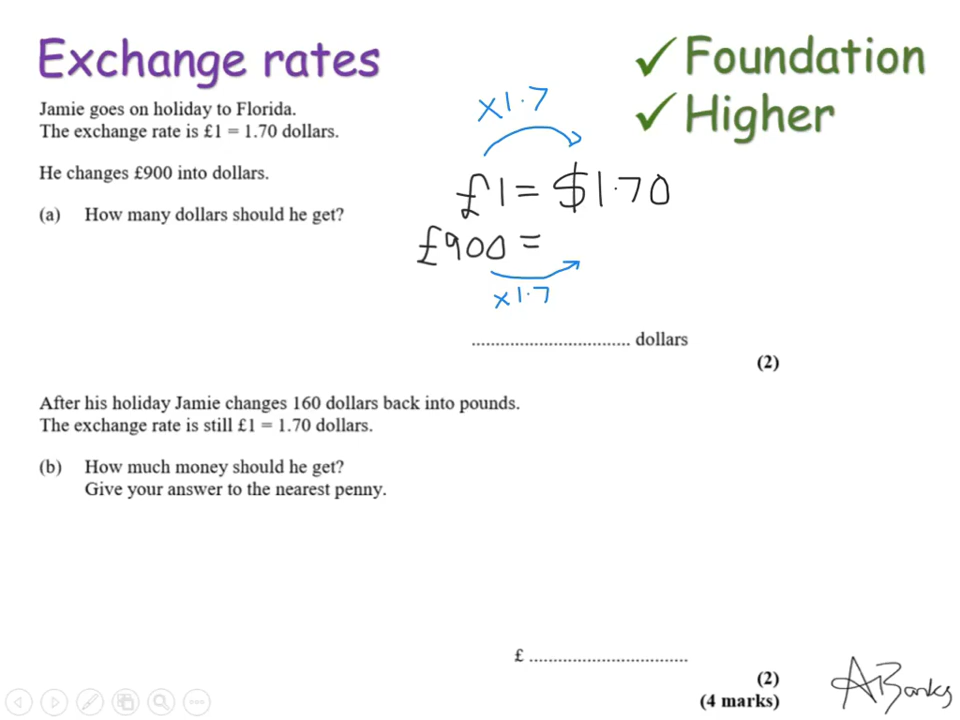 Exchange rates
✓ Foundation
✓ Higher
Jamie goes on holiday to Florida.
The exchange rate is £1 = 1.70 dollars.
He changes £900 into dollars.
(a) How many dollars should he get?
×1.7
£1 = $1.70
£900 =
×1.7
................................. dollars
(2)
After his holiday Jamie changes 160 dollars back into pounds.
The exchange rate is still £1 = 1.70 dollars.
(b) How much money should he get?
Give your answer to the nearest penny.
£ .................................
(2)
(4 marks)
ABanks